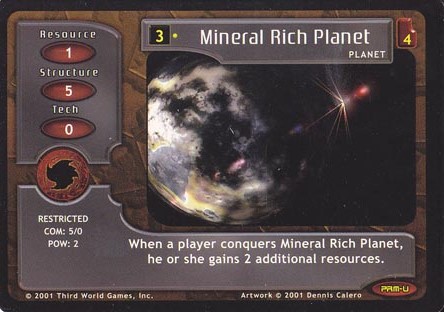 Resource
1
Structure
5
Tech
0
RESTRICTED
COM: 5/0
POW: 2
3
Mineral Rich Planet
4
PLANET
When a player conquers Mineral Rich Planet,
he or she gains 2 additional resources.
© 2001 Third World Games, Inc.
Artwork © 2001 Dennis Calero
PRM-U